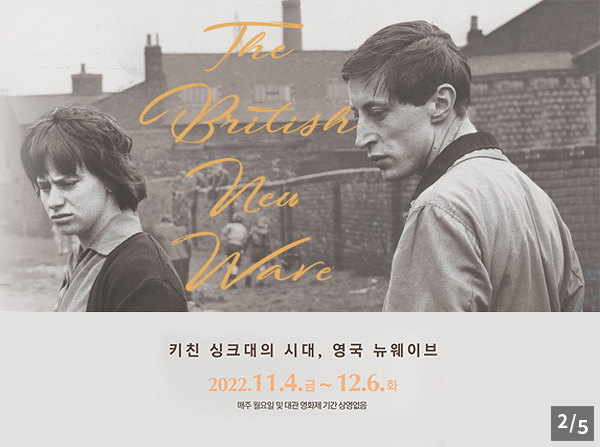 The
British
New
Wave
키친 싱크대의 시대, 영국 뉴웨이브
2022.11.4.금 ~ 12.6.화
매주 월요일 및 대관 영화제 기간 상영없음
2/5